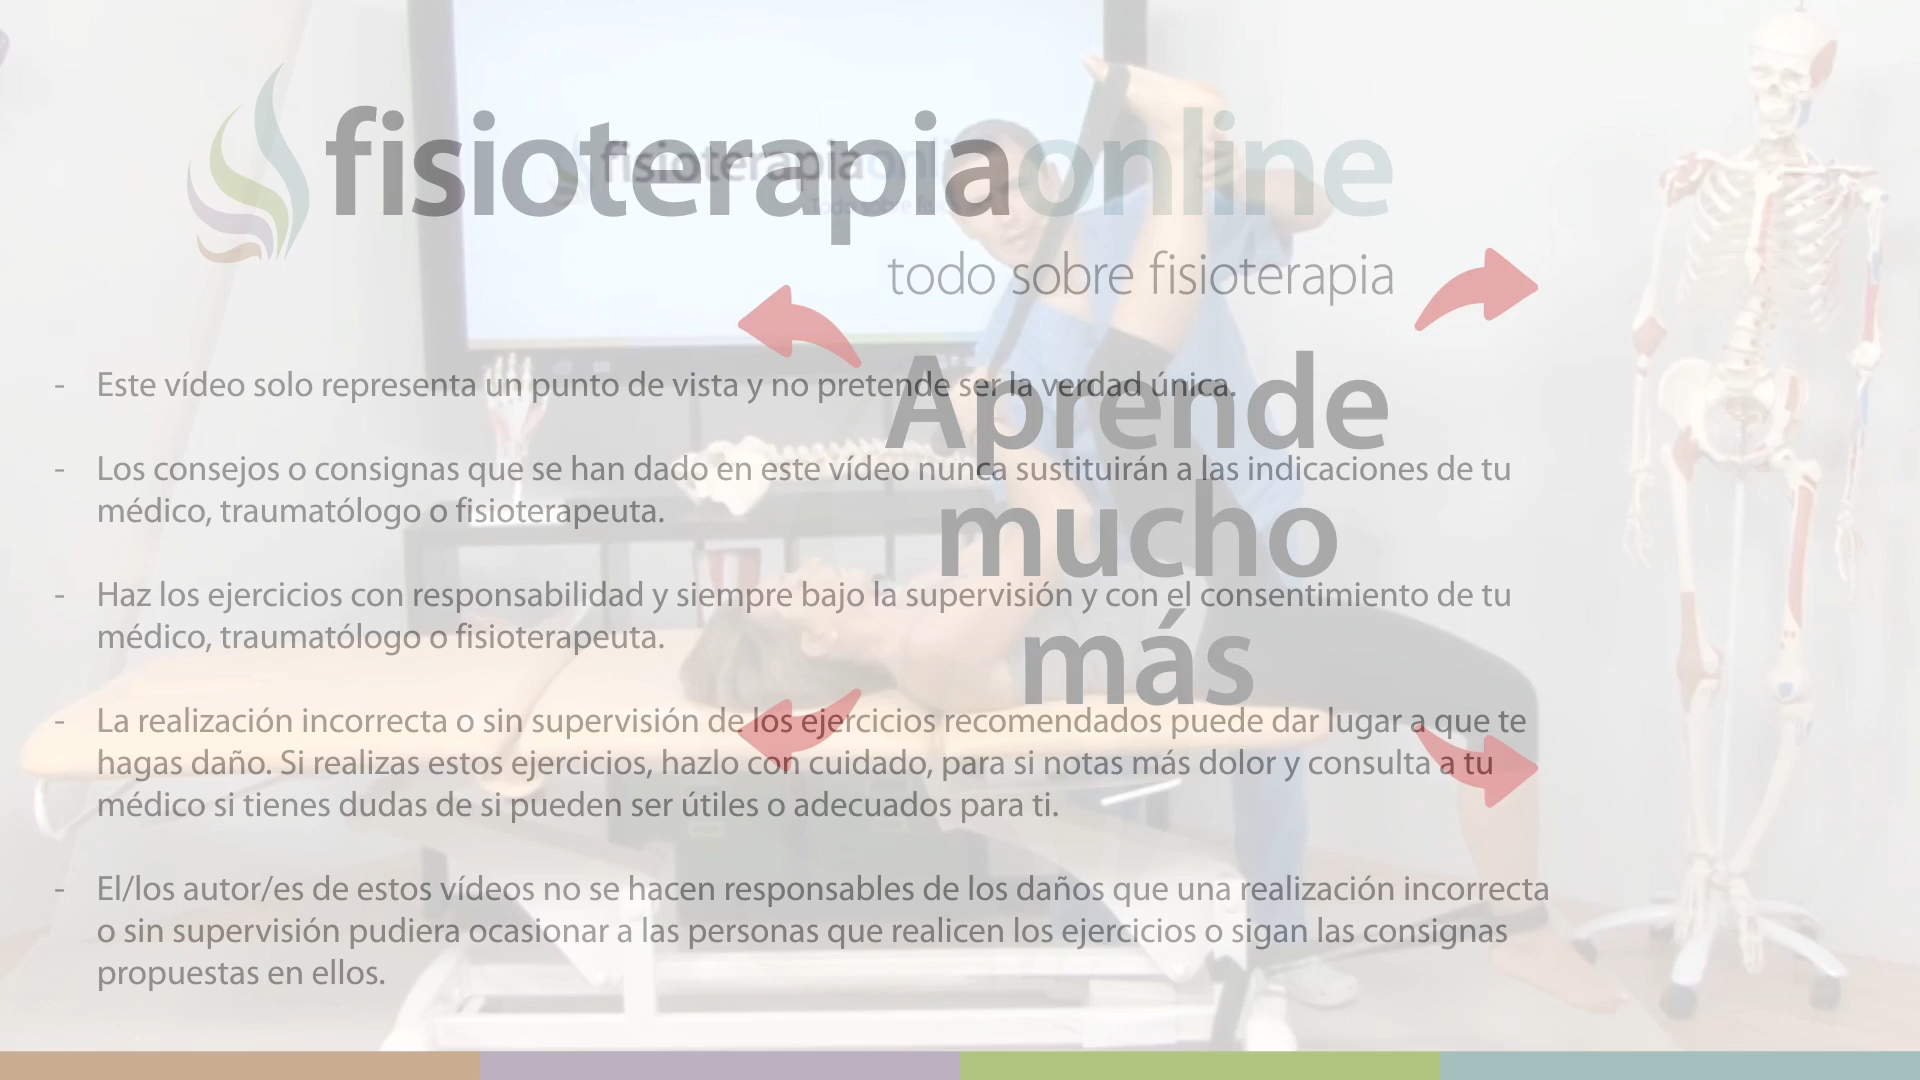 fisioterapiaonline
todo sobre fisioterapia
Aprende
mucho
más
- Este vídeo solo representa un punto de vista y no pretende ser la verdad única.
- Los consejos o consignas que se han dado en este vídeo nunca sustituirán a las indicaciones de tu
médico, traumatólogo o fisioterapeuta.
- Haz los ejercicios con responsabilidad y siempre bajo la supervisión y con el consentimiento de tu
médico, traumatólogo o fisioterapeuta.
- La realización incorrecta o sin supervisión de los ejercicios recomendados puede dar lugar a que te
hagas daño. Si realizas estos ejercicios, hazlo con cuidado, para si notas más dolor y consulta a tu
médico si tienes dudas de si pueden ser útiles o adecuados para ti.
- El/los autor/es de estos vídeos no se hacen responsables de los daños que una realización incorrecta
o sin supervisión pudiera ocasionar a las personas que realicen los ejercicios o sigan las consignas
propuestas en ellos.
fisioterapia